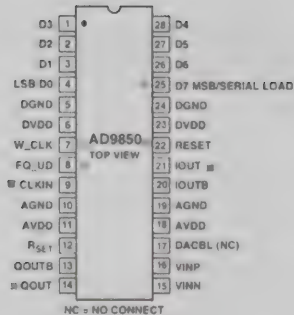 D3 1
D2 2
D1 3
LSB D0 4
DGND 5
DVDD 6
W_CLK 7
FQ_UD 8
CLKIN 9
AGND 10
AVDD 11
RSET 12
QOUTB 13
QOUT 14
AD9850
TOP VIEW
28 D4
27 D5
26 D6
25 D7 MSB/SERIAL LOAD
24 DGND
23 DVDD
22 RESET
21 IOUT
20 IOUTB
19 AGND
18 AVDD
17 DACBL (NC)
16 VINP
15 VINN
NC = NO CONNECT